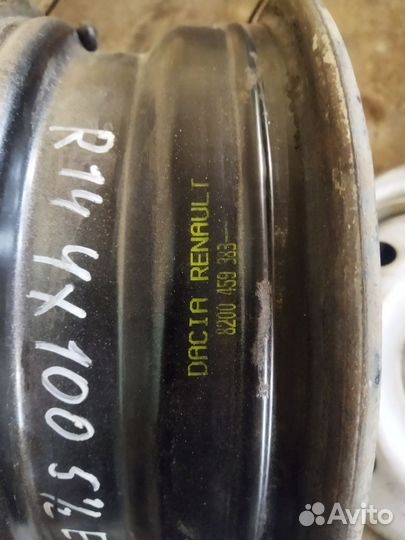 R14 4X100 5½
DACIA RENAULT
8200 459 383
Avito